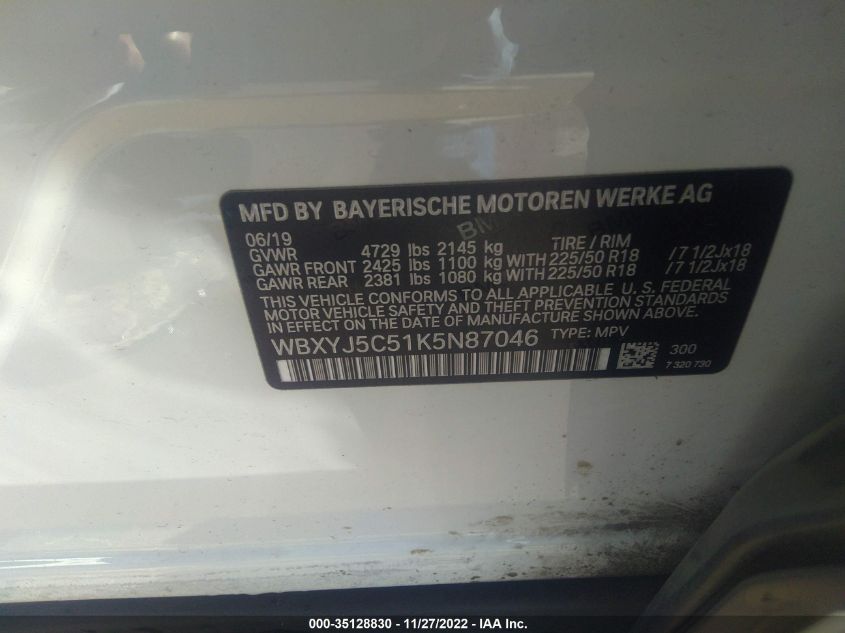 MFD BY BAYERISCHE MOTOREN WERKE AG
06/19 TIRE / RIM
GVWR 4729 lbs 2145 kg
GAWR FRONT 2425 lbs 1100 kg WITH 225/50 R18 /7 1/2Jx18
GAWR REAR 2381 lbs 1080 kg WITH 225/50 R18 /7 1/2Jx18
THIS VEHICLE CONFORMS TO ALL APPLICABLE U. S. FEDERAL
MOTOR VEHICLE SAFETY AND THEFT PREVENTION STANDARDS
IN EFFECT ON THE DATE OF MANUFACTURE SHOWN ABOVE.
WBXYJ5C51K5N87046 TYPE: MPV
300
7 320 730
000-35128830 - 11/27/2022 - IAA Inc.